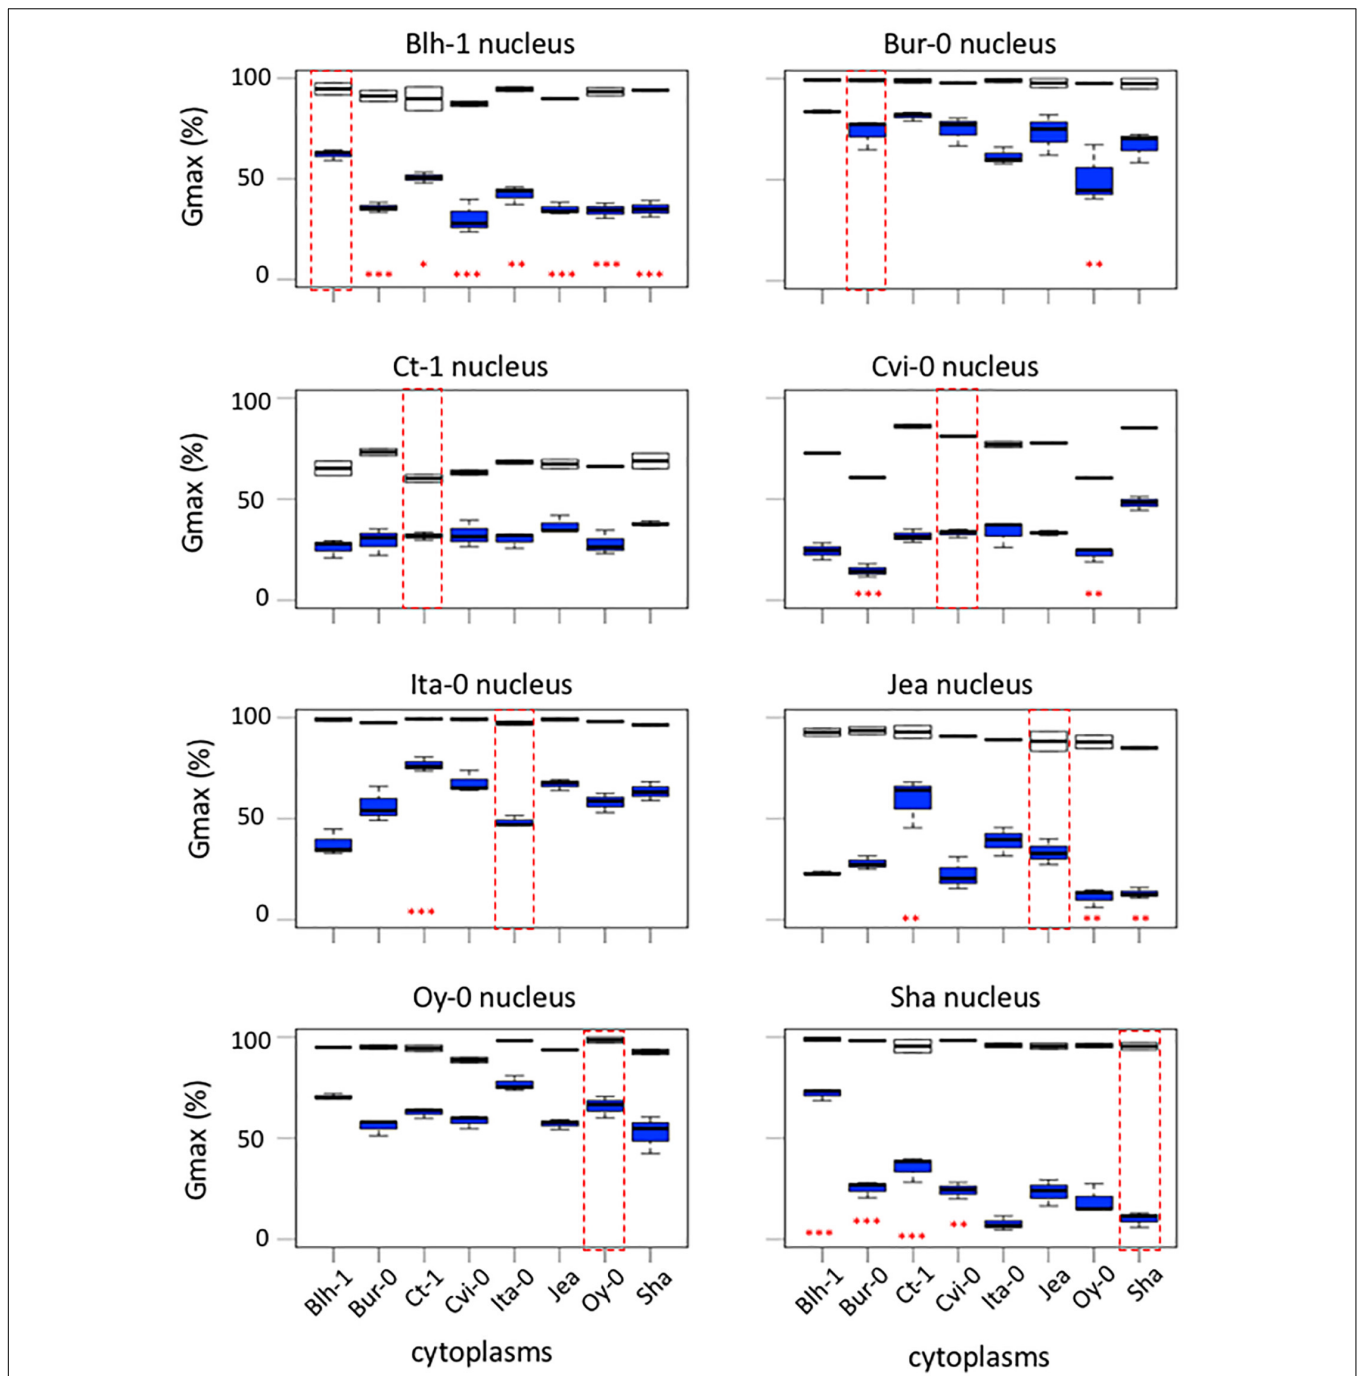 Blh-1 nucleus
Bur-0 nucleus
Gmax (%)
100
50
0
***
*
***
**
***
***
***
**
Ct-1 nucleus
Cvi-0 nucleus
Gmax (%)
100
50
0
***
**
Ita-0 nucleus
Jea nucleus
Gmax (%)
100
50
0
***
**
**
**
Oy-0 nucleus
Sha nucleus
Gmax (%)
100
50
0
***
***
***
**
Blh-1 Bur-0 Ct-1 Cvi-0 Ita-0 Jea Oy-0 Sha
Blh-1 Bur-0 Ct-1 Cvi-0 Ita-0 Jea Oy-0 Sha
cytoplasms
cytoplasms